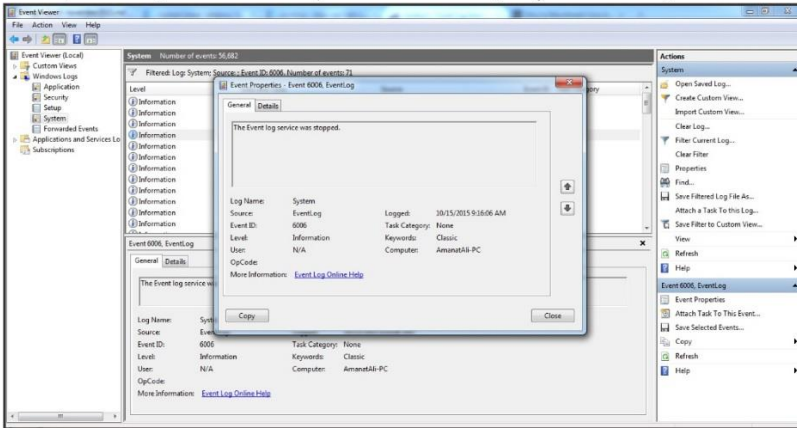 Event Viewer
File Action View Help
Event Viewer (Local)
Custom Views
Windows Logs
Application
Security
Setup
System
Forwarded Events
Applications and Services Lo
Subscriptions
System Number of events: 56,682
Filtered: Log: System; Source: ; Event ID: 6006. Number of events: 71
Level
Information
Information
Information
Information
Information
Information
Information
Information
Information
Information
Information
Information
Event 6006, EventLog
General Details
The Event log service wa
Log Name: Syste
Source: Even
Event ID: 6006 Task Category: None
Level: Information Keywords: Classic
User: N/A Computer: AmanatAli-PC
OpCode:
More Information: Event Log Online Help
Event Properties - Event 6006, EventLog
General Details
The Event log service was stopped.
Log Name: System
Source: EventLog Logged: 10/15/2015 9:16:06 AM
Event ID: 6006 Task Category: None
Level: Information Keywords: Classic
User: N/A Computer: AmanatAli-PC
OpCode:
More Information: Event Log Online Help
Copy Close
Actions
System
Open Saved Log...
Create Custom View...
Import Custom View...
Clear Log...
Filter Current Log...
Clear Filter
Properties
Find...
Save Filtered Log File As...
Attach a Task To this Log...
Save Filter to Custom View...
View
Refresh
Help
Event 6006, EventLog
Event Properties
Attach Task To This Event...
Save Selected Events...
Copy
Refresh
Help